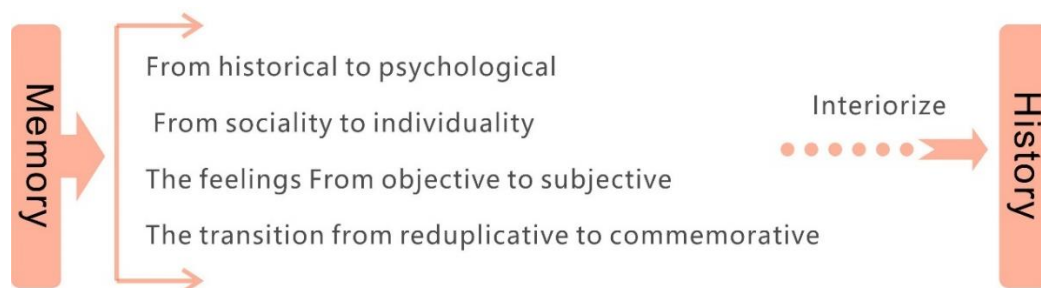 Memory
From historical to psychological
From sociality to individuality
The feelings From objective to subjective
The transition from reduplicative to commemorative
Interiorize
History